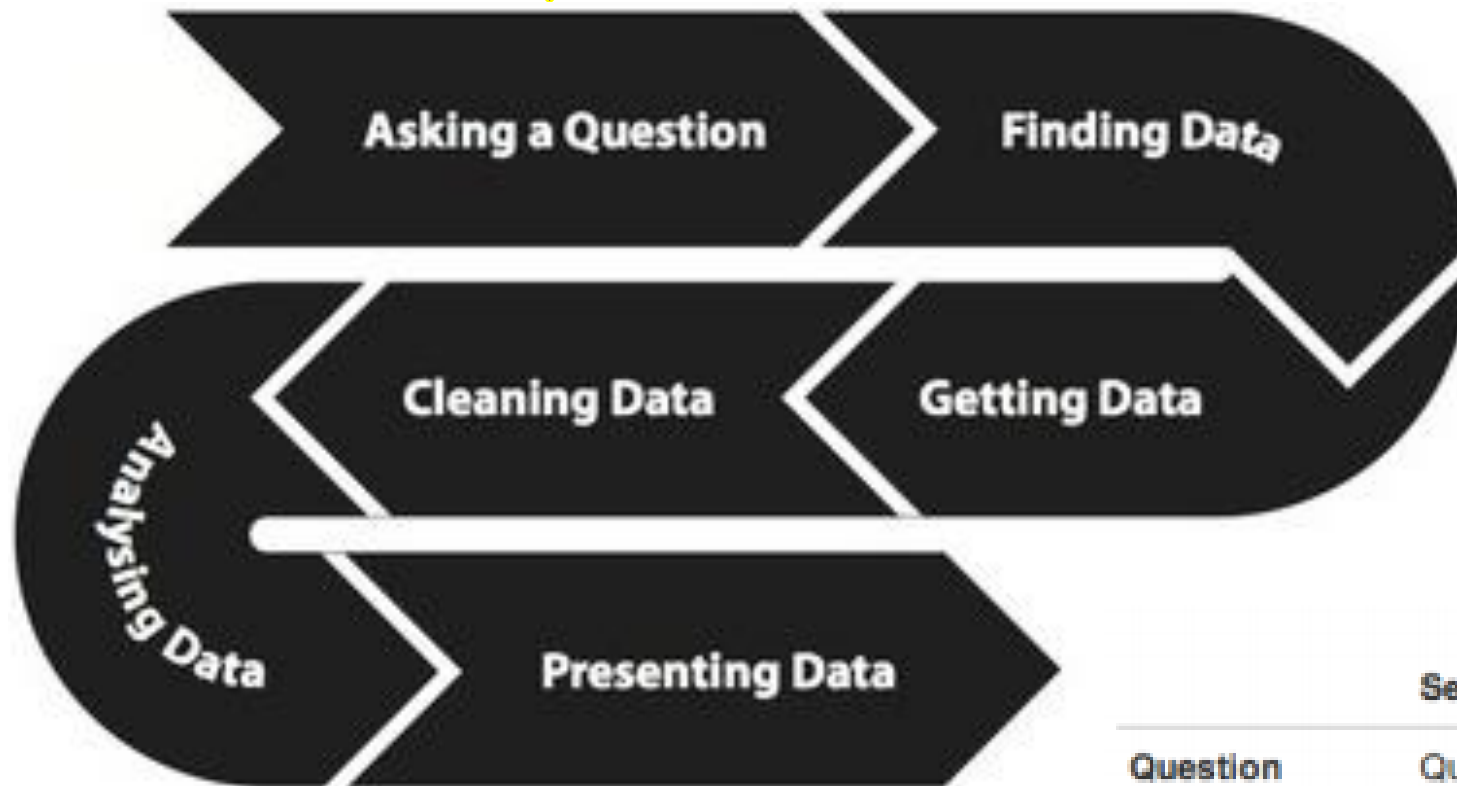 Asking a Question
Finding Data
Getting Data
Cleaning Data
Analysing Data
Presenting Data
Question